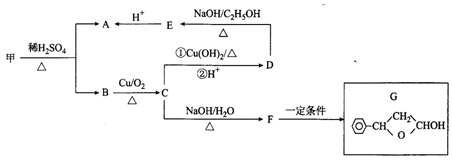 NaOH/C₂H₅OH
A H⁺ E △
稀H₂SO₄ ①Cu(OH)₂/△
甲 △ ②H⁺ D
Cu/O₂
B △ C G
NaOH/H₂O 一定条件 CH₂
△ F CH CHOH
O